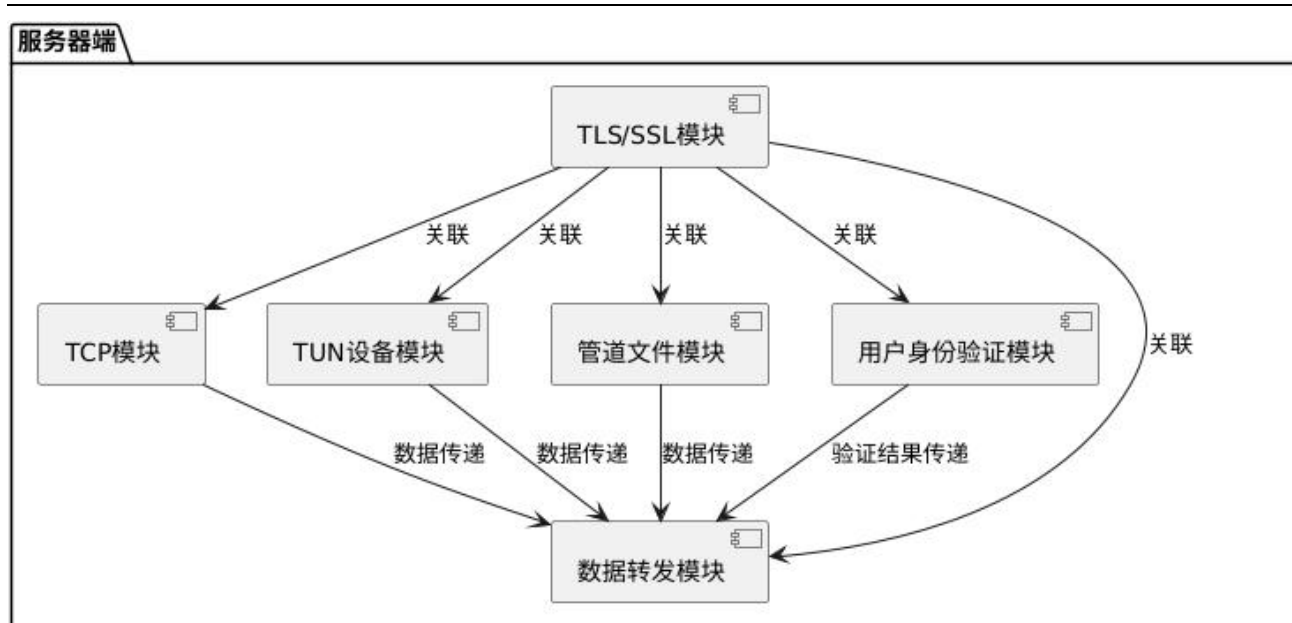 服务器端
TLS/SSL模块
关联
关联
关联
关联
关联
TCP模块
TUN设备模块
管道文件模块
用户身份验证模块
数据传递
数据传递
数据传递
验证结果传递
数据转发模块